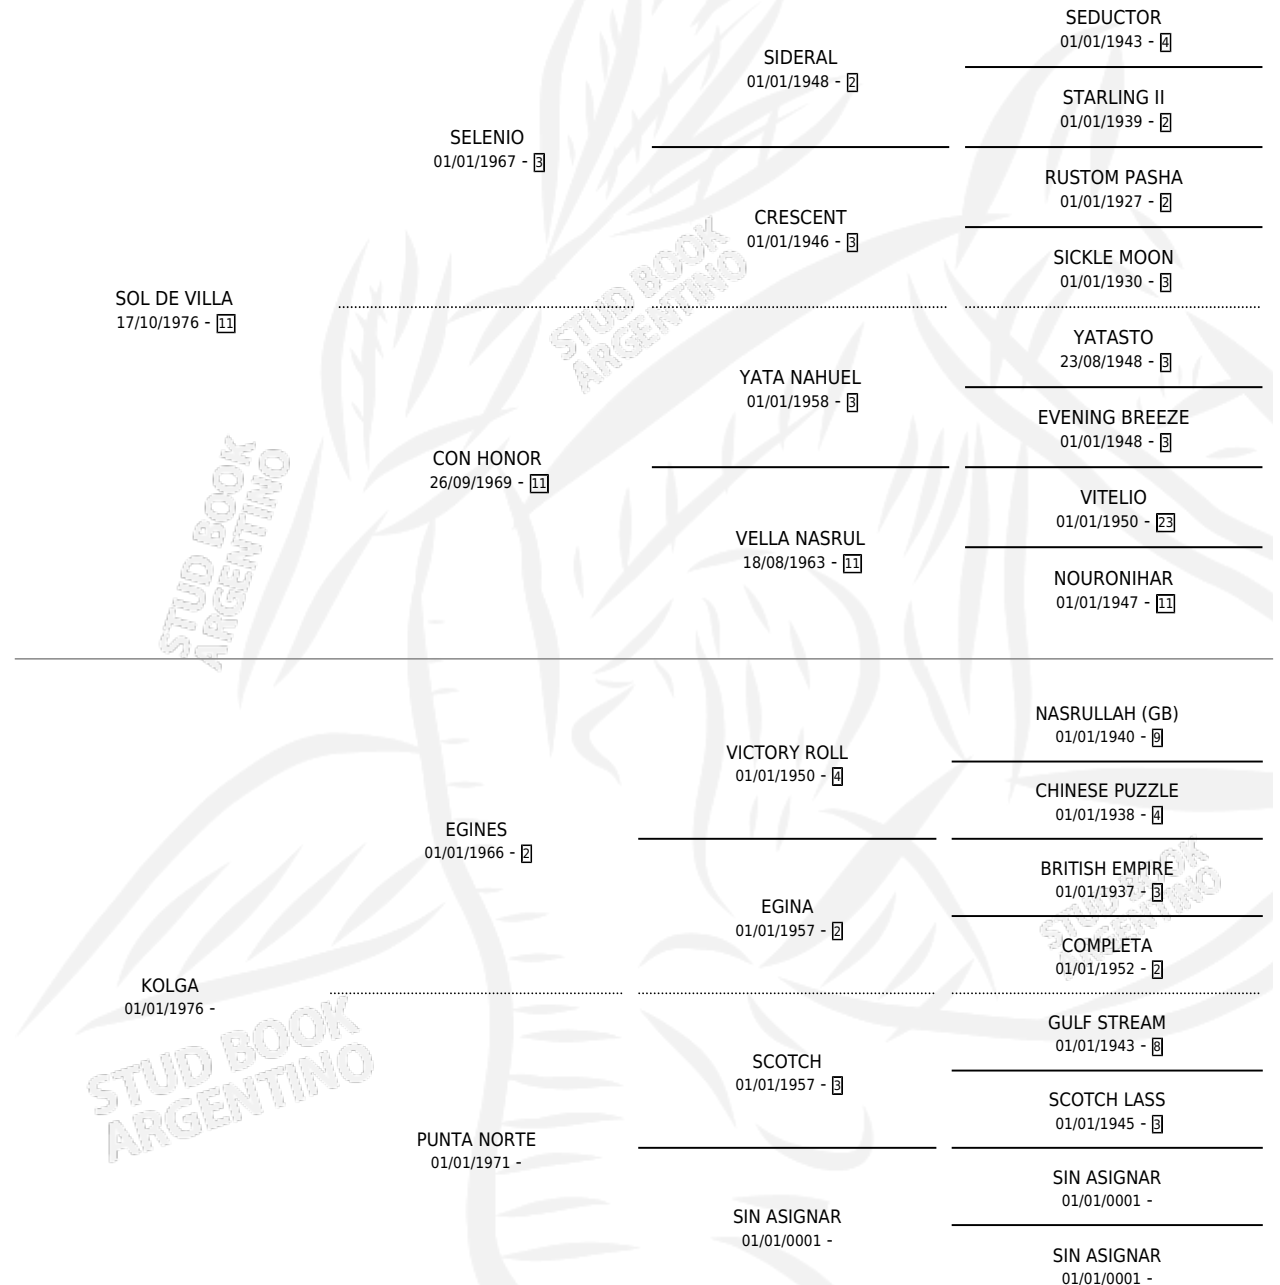 SEDUCTOR
01/01/1943 - 4
SIDERAL
01/01/1948 - 2
STARLING II
01/01/1939 - 2
SELENIO
01/01/1967 - 3
RUSTOM PASHA
01/01/1927 - 2
CRESCENT
01/01/1946 - 3
SICKLE MOON
01/01/1930 - 3
SOL DE VILLA
17/10/1976 - 11
YATASTO
23/08/1948 - 3
YATA NAHUEL
01/01/1958 - 3
EVENING BREEZE
01/01/1948 - 3
CON HONOR
26/09/1969 - 11
VITELIO
01/01/1950 - 23
VELLA NASRUL
18/08/1963 - 11
NOURONIHAR
01/01/1947 - 11
NASRULLAH (GB)
01/01/1940 - 9
VICTORY ROLL
01/01/1950 - 4
CHINESE PUZZLE
01/01/1938 - 4
EGINES
01/01/1966 - 2
BRITISH EMPIRE
01/01/1937 - 3
EGINA
01/01/1957 - 2
COMPLETA
01/01/1952 - 2
KOLGA
01/01/1976 -
GULF STREAM
01/01/1943 - 8
SCOTCH
01/01/1957 - 3
SCOTCH LASS
01/01/1945 - 3
PUNTA NORTE
01/01/1971 -
SIN ASIGNAR
01/01/0001 -
SIN ASIGNAR
01/01/0001 -
SIN ASIGNAR
01/01/0001 -
STUD BOOK
ARGENTINO
STUD BOOK
ARGENTINO
STUD BOOK
ARGENTINO
STUD BOOK
ARGENTINO